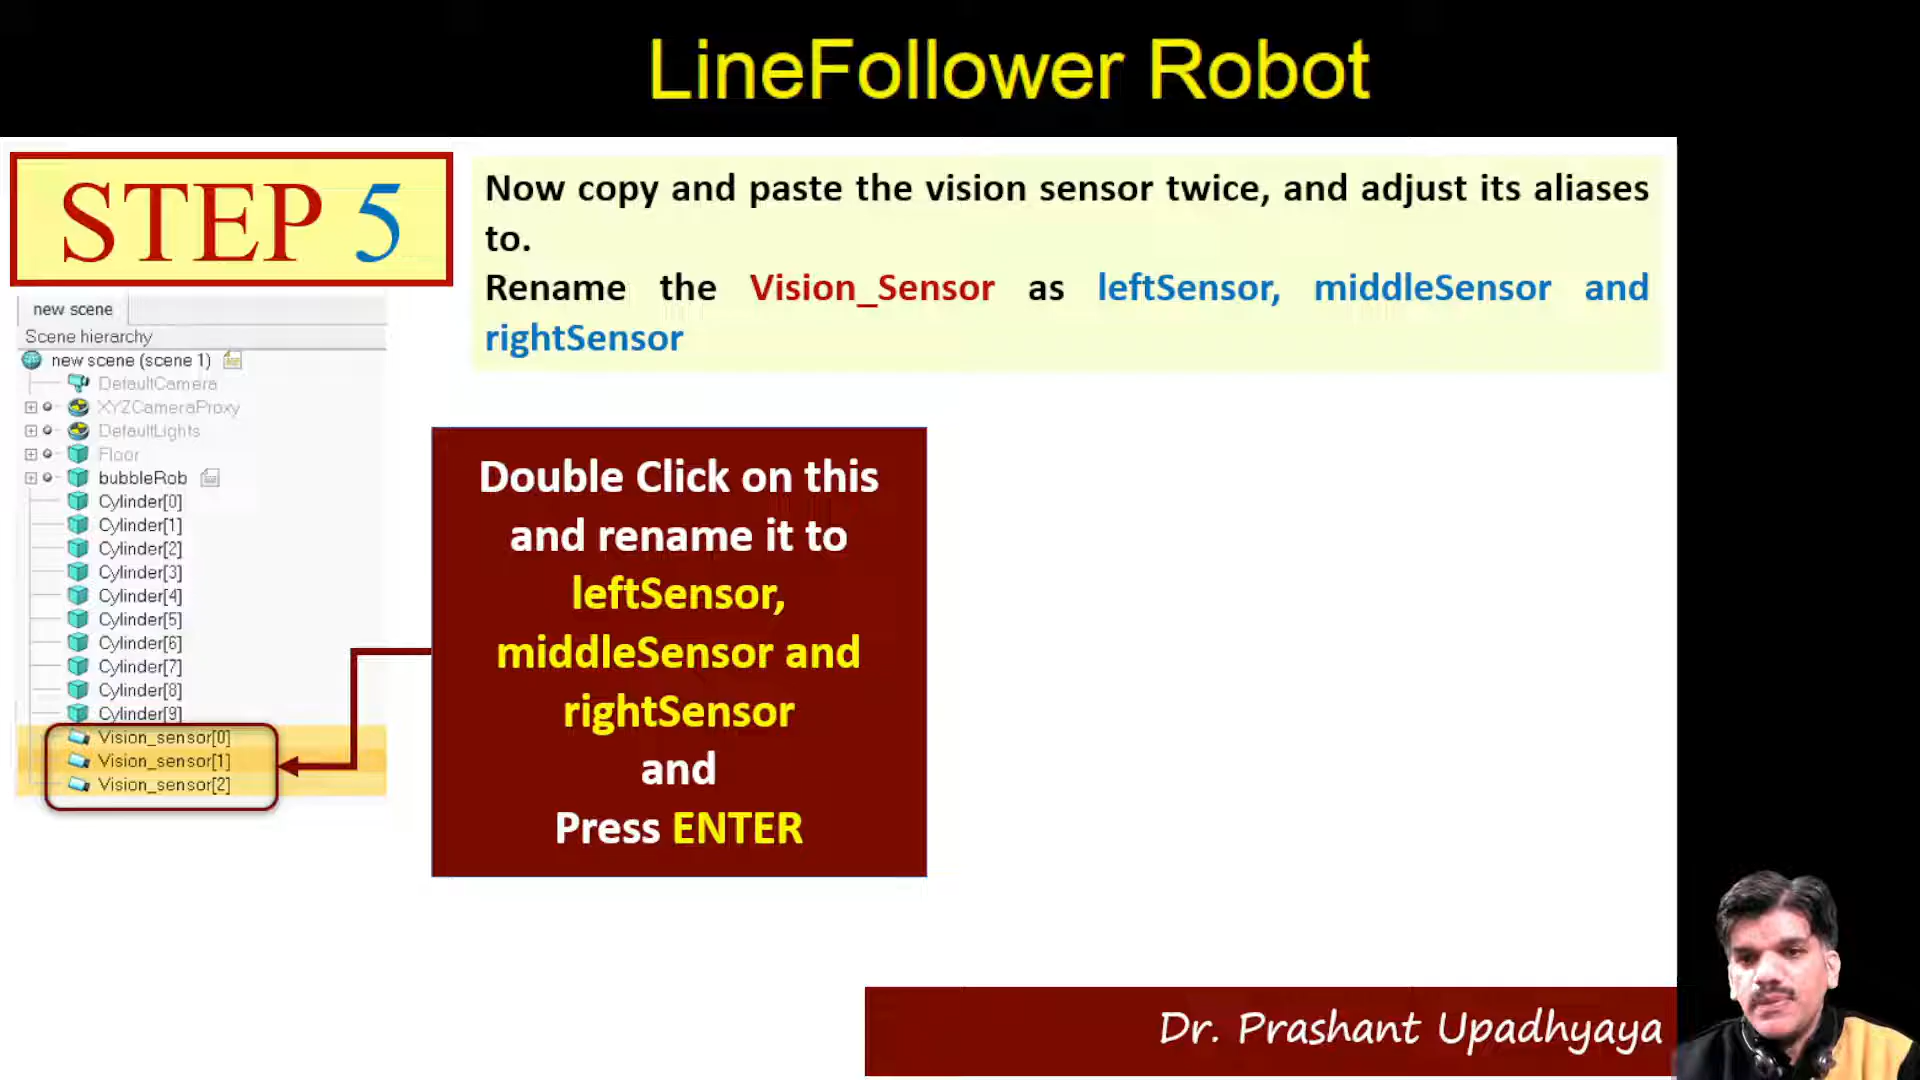 LineFollower Robot
STEP 5
Now copy and paste the vision sensor twice, and adjust its aliases
to.
Rename the Vision_Sensor as leftSensor, middleSensor and
rightSensor
new scene
Scene hierarchy
new scene (scene 1)
DefaultCamera
XYZCameraProxy
DefaultLights
Floor
bubbleRob
Cylinder[0]
Cylinder[1]
Cylinder[2]
Cylinder[3]
Cylinder[4]
Cylinder[5]
Cylinder[6]
Cylinder[7]
Cylinder[8]
Cylinder[9]
Vision_sensor[0]
Vision_sensor[1]
Vision_sensor[2]
Double Click on this
and rename it to
leftSensor,
middleSensor and
rightSensor
and
Press ENTER
Dr. Prashant Upadhyaya